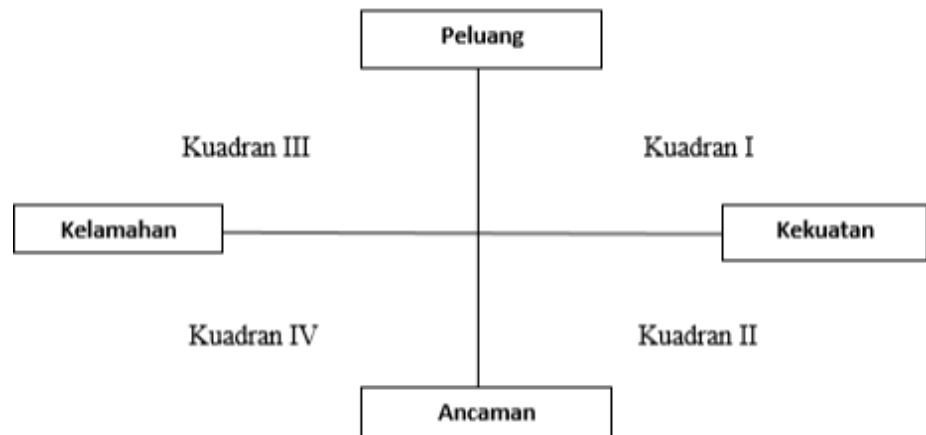 Peluang
Kuadran III
Kuadran I
Kelamahan
Kekuatan
Kuadran IV
Kuadran II
Ancaman